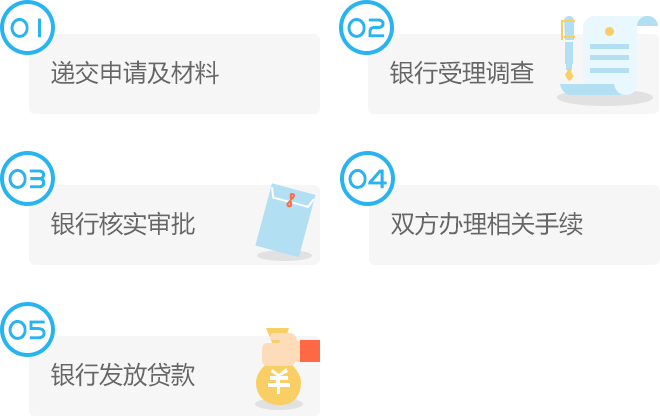 01
递交申请及材料
02
银行受理调查
03
银行核实审批
04
双方办理相关手续
05
银行发放贷款
¥